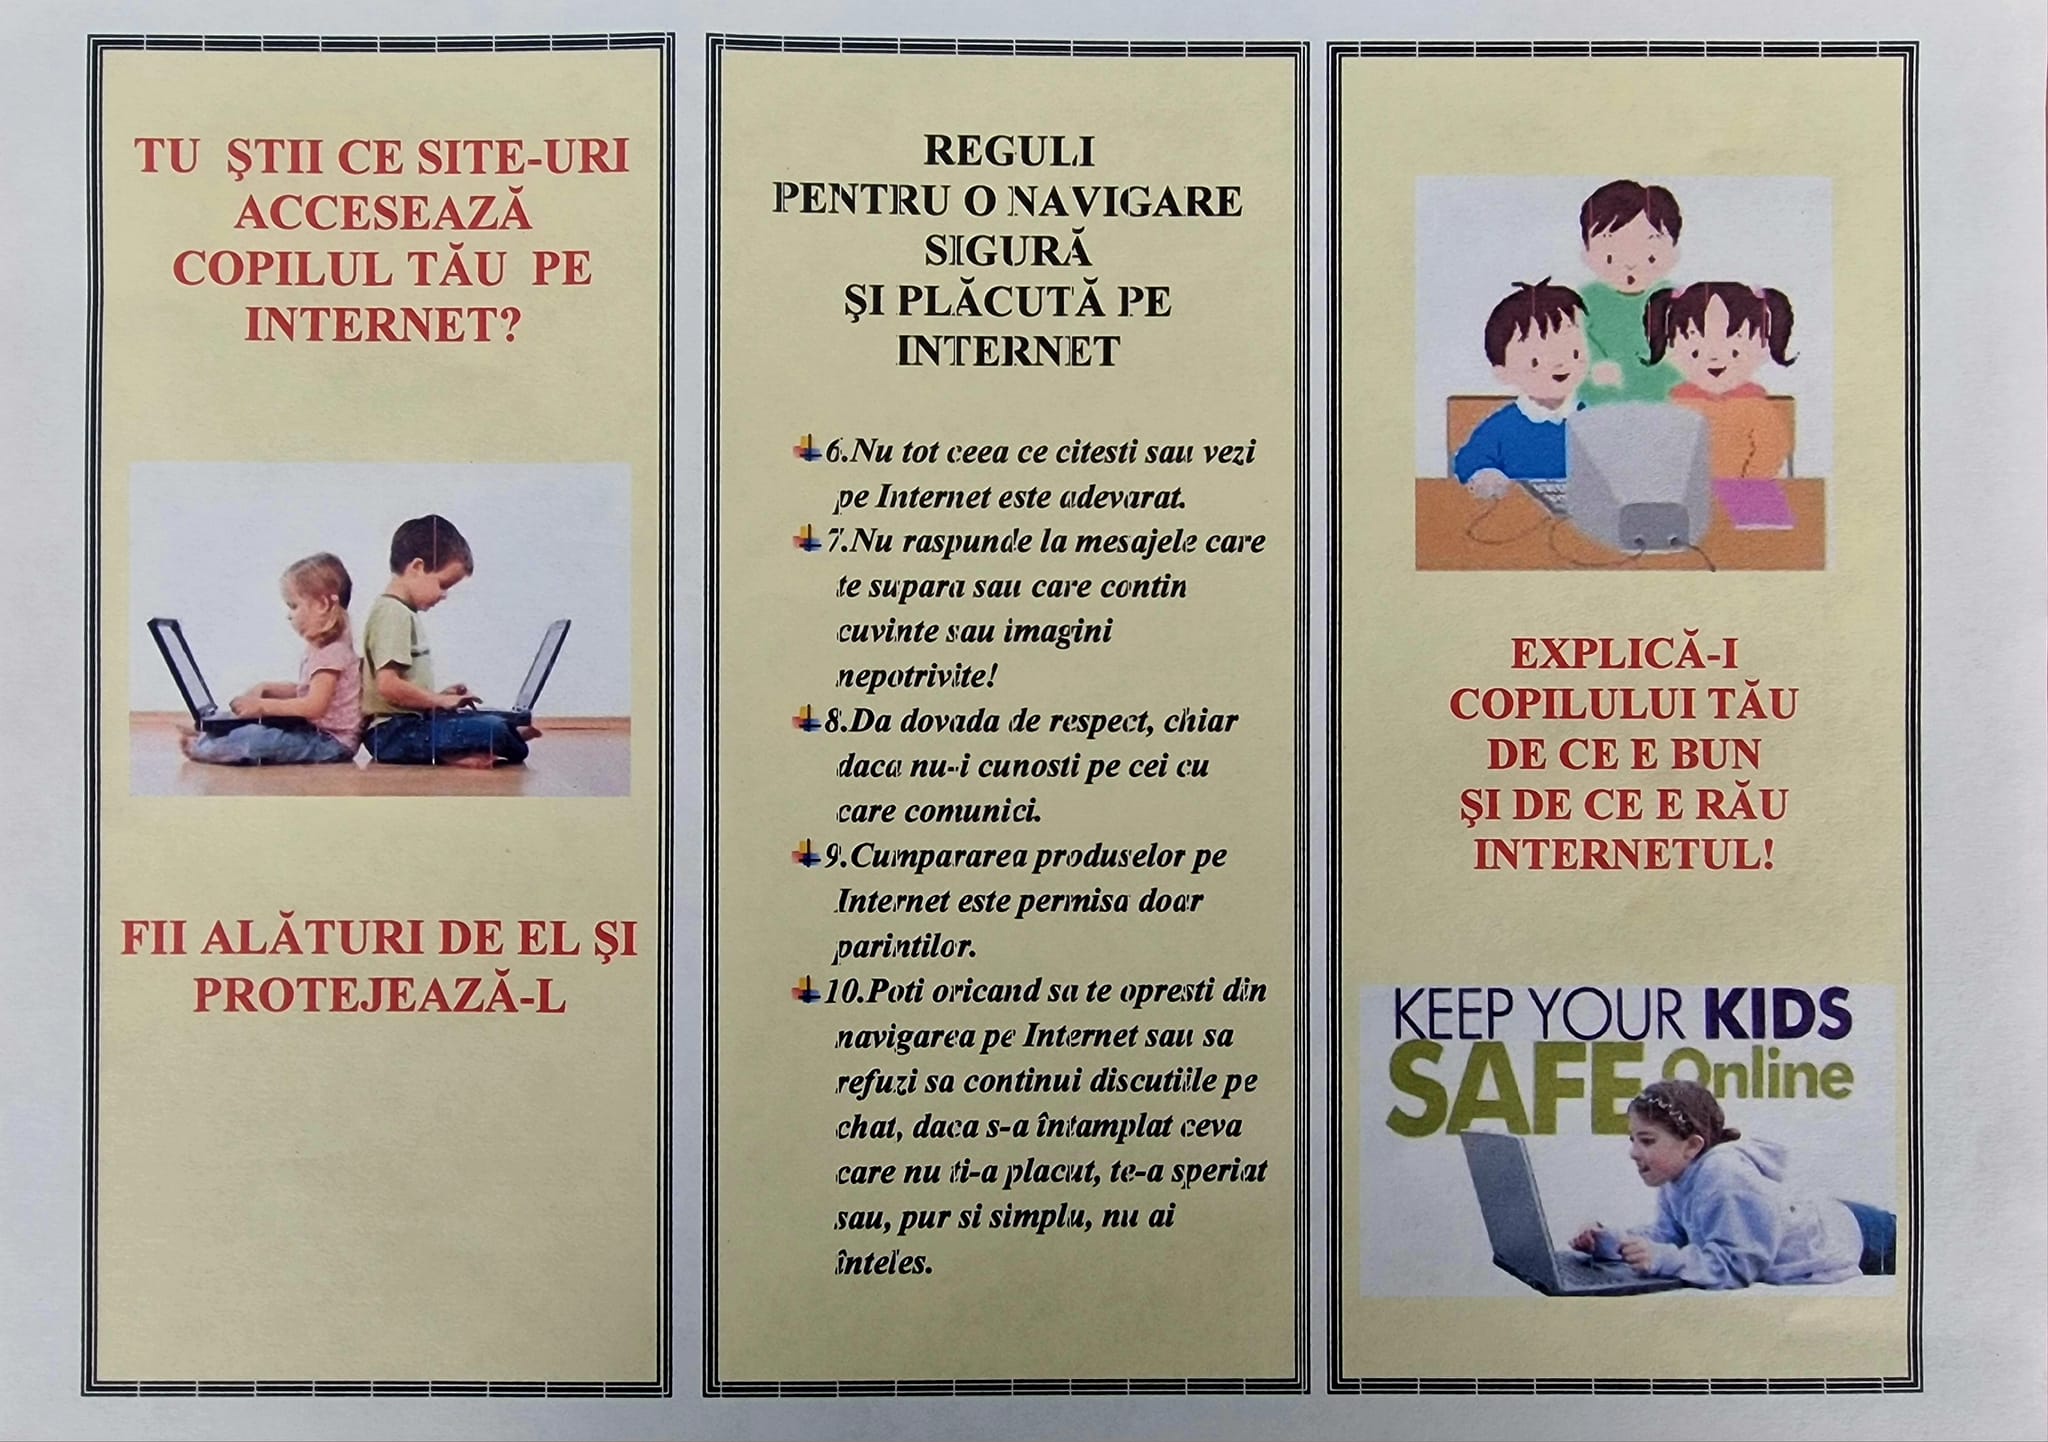 TU ŞTII CE SITE-URI
ACCESEAZĂ
COPILUL TĂU PE
INTERNET?
FII ALĂTURI DE EL ŞI
PROTEJEAZĂ-L
REGULI
PENTRU O NAVIGARE
SIGURĂ
ŞI PLĂCUTĂ PE
INTERNET
6.Nu tot ceea ce citesti sau vezi
pe Internet este adevarat.
7.Nu raspunde la mesajele care
te supara sau care contin
cuvinte sau imagini
nepotrivite!
8.Da dovada de respect, chiar
daca nu-i cunosti pe cei cu
care comunici.
9.Cumpararea produselor pe
Internet este permisa doar
parintilor.
10.Poti oricand sa te opresti din
navigarea pe Internet sau sa
refuzi sa continui discutiile pe
chat, daca s-a întamplat ceva
care nu ti-a placut, te-a speriat
sau, pur si simplu, nu ai
înteles.
EXPLICĂ-I
COPILULUI TĂU
DE CE E BUN
ŞI DE CE E RĂU
INTERNETUL!
KEEP YOUR KIDS
SAFE Online